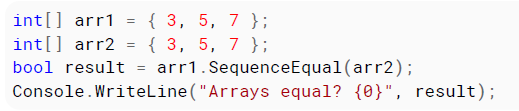 int[] arr1 = { 3, 5, 7 };
int[] arr2 = { 3, 5, 7 };
bool result = arr1.SequenceEqual(arr2);
Console.WriteLine("Arrays equal? {0}", result);